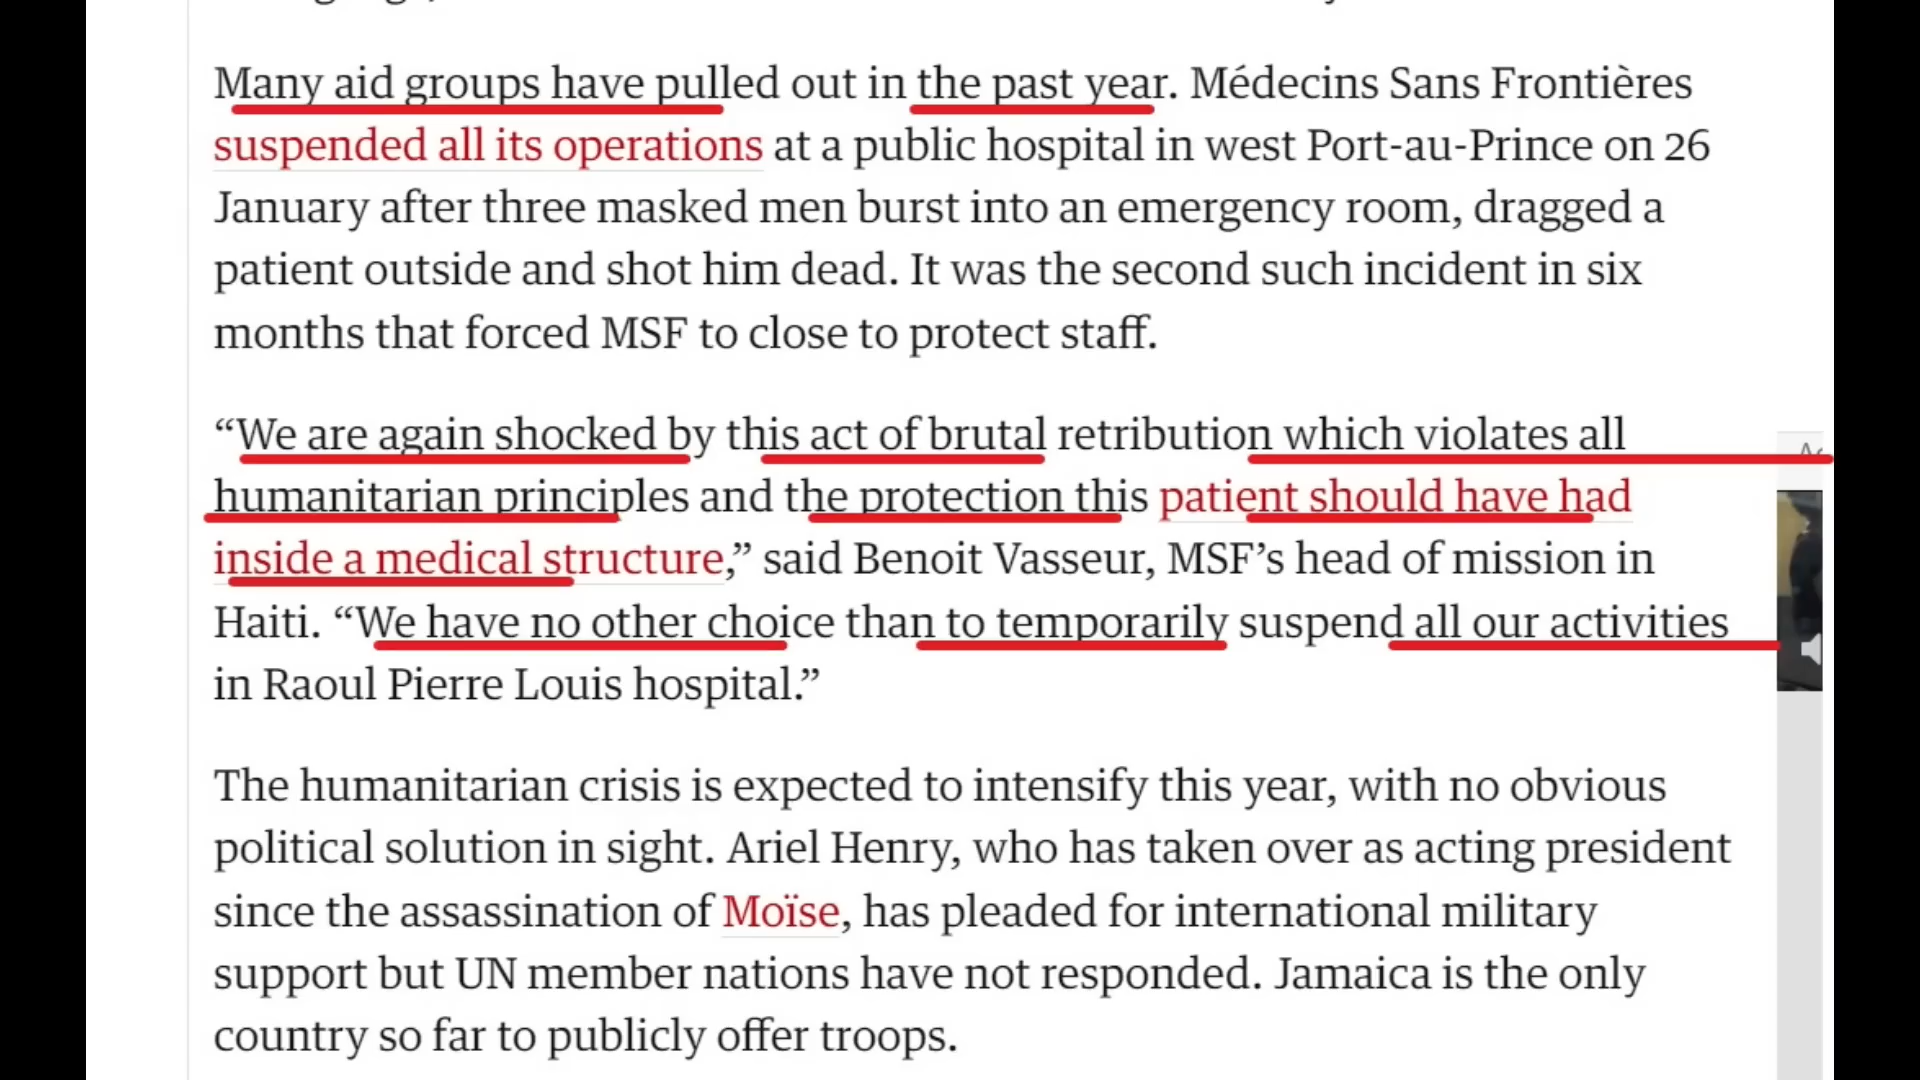 Many aid groups have pulled out in the past year. Médecins Sans Frontières
suspended all its operations at a public hospital in west Port-au-Prince on 26
January after three masked men burst into an emergency room, dragged a
patient outside and shot him dead. It was the second such incident in six
months that forced MSF to close to protect staff.
“We are again shocked by this act of brutal retribution which violates all
humanitarian principles and the protection this patient should have had
inside a medical structure,” said Benoit Vasseur, MSF’s head of mission in
Haiti. “We have no other choice than to temporarily suspend all our activities
in Raoul Pierre Louis hospital.”
The humanitarian crisis is expected to intensify this year, with no obvious
political solution in sight. Ariel Henry, who has taken over as acting president
since the assassination of Moïse, has pleaded for international military
support but UN member nations have not responded. Jamaica is the only
country so far to publicly offer troops.